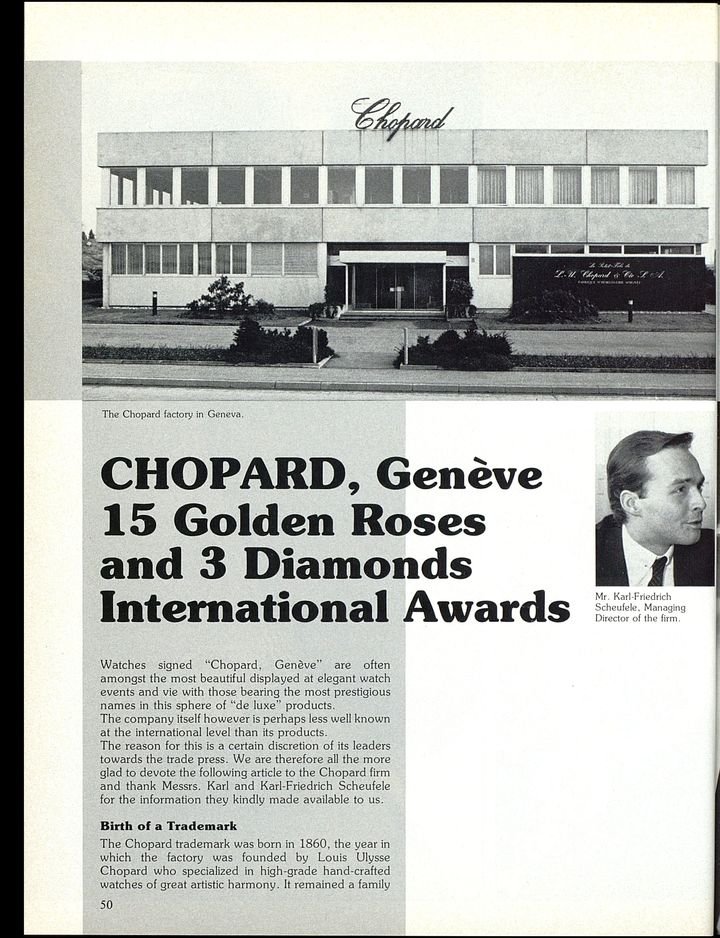 Chopard
Le Petit-Fils de
L.U. Chopard & Cie S.A.
The Chopard factory in Geneva.
CHOPARD, Genève
15 Golden Roses
and 3 Diamonds
International Awards
Mr. Karl-Friedrich
Scheufele, Managing
Director of the firm.
Watches signed “Chopard, Genève” are often
amongst the most beautiful displayed at elegant watch
events and vie with those bearing the most prestigious
names in this sphere of “de luxe” products.
The company itself however is perhaps less well known
at the international level than its products.
The reason for this is a certain discretion of its leaders
towards the trade press. We are therefore all the more
glad to devote the following article to the Chopard firm
and thank Messrs. Karl and Karl-Friedrich Scheufele
for the information they kindly made available to us.
Birth of a Trademark
The Chopard trademark was born in 1860, the year in
which the factory was founded by Louis Ulysse
Chopard who specialized in high-grade hand-crafted
watches of great artistic harmony. It remained a family
50